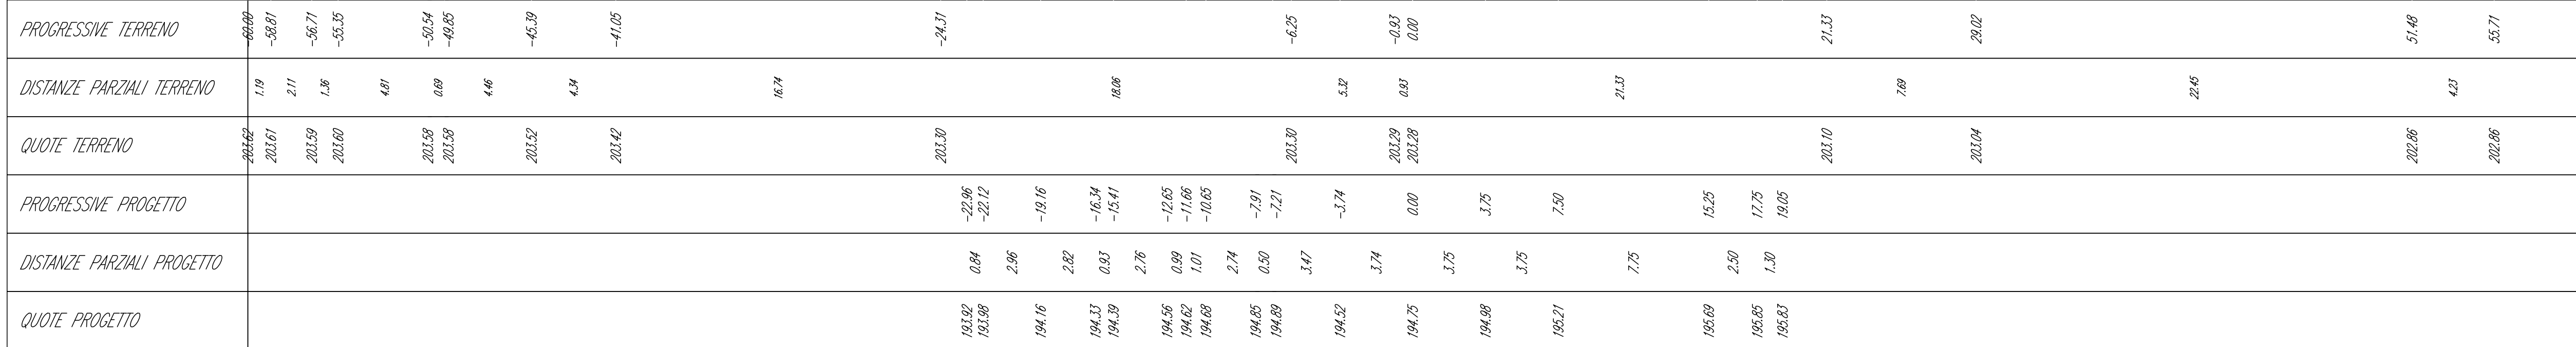 PROGRESSIVE TERRENO -60.00 -58.81 -56.71 -55.35 -50.54 -49.85 -45.39 -41.05 -24.31 -6.25 -0.93 0.00 21.33 29.02 51.48 55.71
DISTANZE PARZIALI TERRENO 1.19 2.11 1.36 4.81 0.69 4.46 4.34 16.74 18.06 5.32 0.93 21.33 7.69 22.45 4.23
QUOTE TERRENO 203.62 203.61 203.59 203.60 203.58 203.58 203.52 203.42 203.30 203.30 203.29 203.28 203.10 203.04 202.86 202.86
PROGRESSIVE PROGETTO -22.96 -22.12 -19.16 -16.34 -15.41 -12.65 -11.66 -10.65 -7.91 -7.21 -3.74 0.00 3.75 7.50 15.25 17.75 19.05
DISTANZE PARZIALI PROGETTO 0.84 2.96 2.82 0.93 2.76 0.99 1.01 2.74 0.50 3.47 3.74 3.75 3.75 7.75 2.50 1.30
QUOTE PROGETTO 193.92 193.98 194.16 194.33 194.39 194.56 194.62 194.68 194.85 194.89 194.52 194.75 194.98 195.21 195.69 195.85 195.83